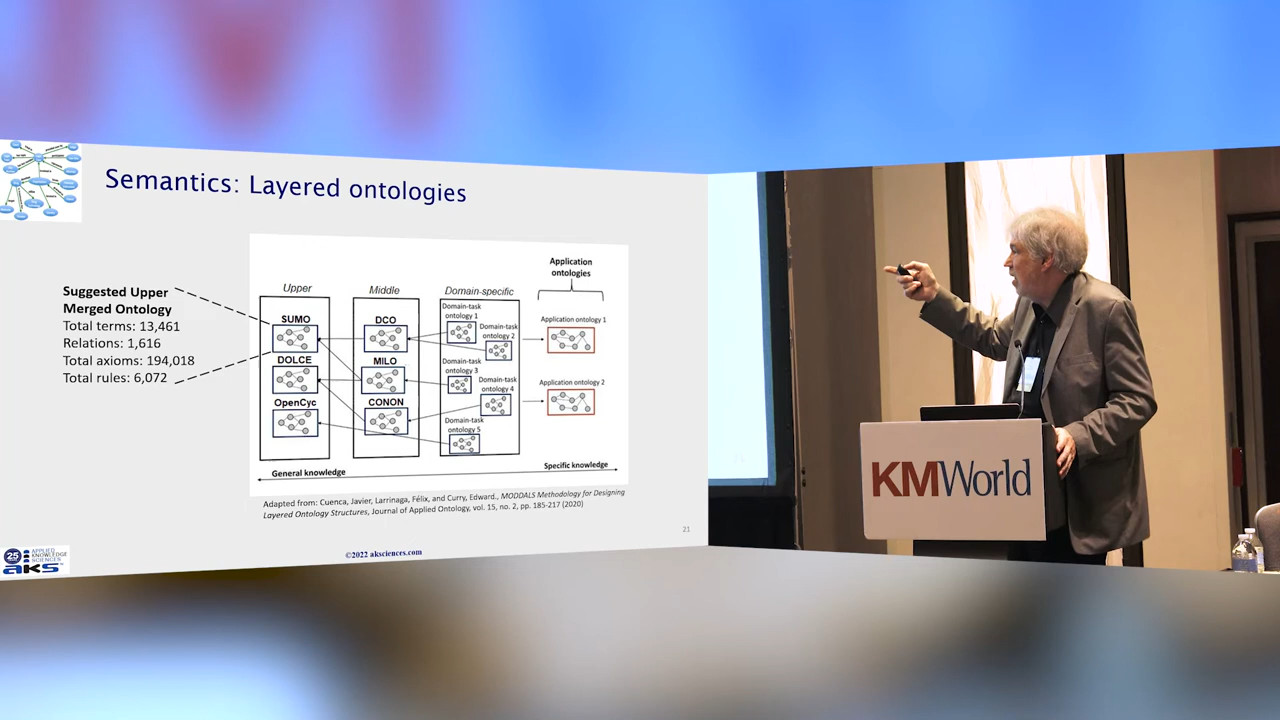 Semantics: Layered ontologies
Suggested Upper
Merged Ontology
Total terms: 13,461
Relations: 1,616
Total axioms: 194,018
Total rules: 6,072
Application
ontologies
Upper
Middle
Domain-specific
SUMO
DOLCE
OpenCyc
DCO
MILO
CONON
Domain-task
ontology 1
Domain-task
ontology 2
Domain-task
ontology 3
Domain-task
ontology 4
Domain-task
ontology 5
Application ontology 1
Application ontology 2
General knowledge
Specific knowledge
Adapted from: Cuenca, Javier, Larrinaga, Félix, and Curry, Edward., MODDALS Methodology for Designing
Layered Ontology Structures, Journal of Applied Ontology, vol. 15, no. 2, pp. 185-217 (2020)
21
25
APPLIED
KNOWLEDGE
SCIENCES
aks
©2022 aksciences.com
KMWorld